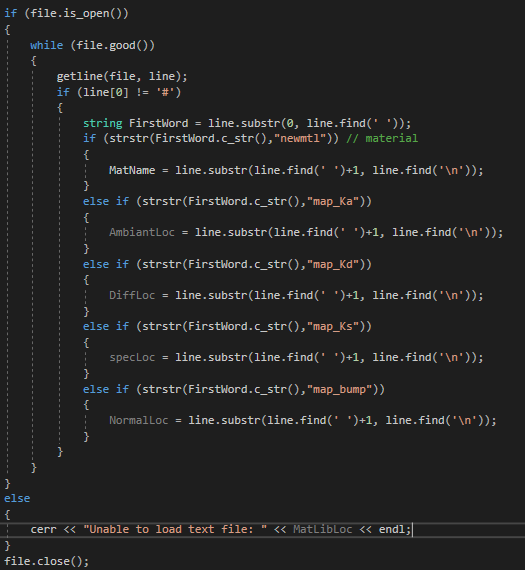 if (file.is_open())
{
while (file.good())
{
getline(file, line);
if (line[0] != '#')
{
string FirstWord = line.substr(0, line.find(' '));
if (strstr(FirstWord.c_str(),"newmtl")) // material
{
MatName = line.substr(line.find(' ')+1, line.find('\n'));
}
else if (strstr(FirstWord.c_str(),"map_Ka"))
{
AmbiantLoc = line.substr(line.find(' ')+1, line.find('\n'));
}
else if (strstr(FirstWord.c_str(),"map_Kd"))
{
DiffLoc = line.substr(line.find(' ')+1, line.find('\n'));
}
else if (strstr(FirstWord.c_str(),"map_Ks"))
{
specLoc = line.substr(line.find(' ')+1, line.find('\n'));
}
else if (strstr(FirstWord.c_str(),"map_bump"))
{
NormalLoc = line.substr(line.find(' ')+1, line.find('\n'));
}
}
}
}
else
{
cerr << "Unable to load text file: " << MatLibLoc << endl;
}
file.close();